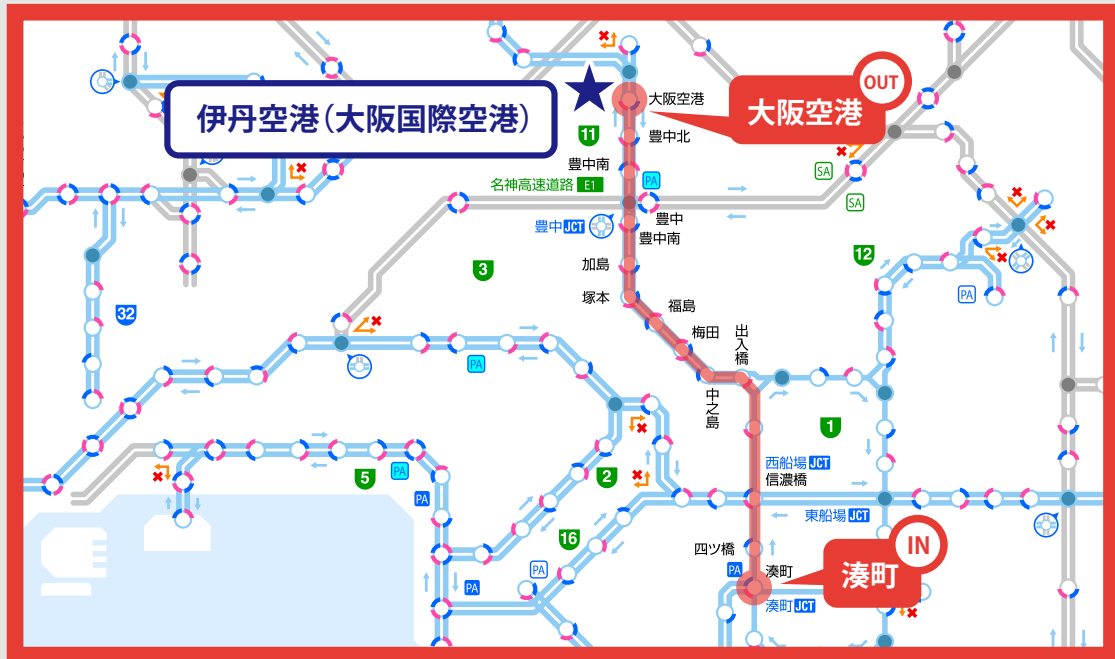 OUT
大阪空港
伊丹空港(大阪国際空港)
大阪空港
11
豊中北
豊中南
PA
SA
名神高速道路 E1
SA
豊中
豊中JCT
豊中南
12
加島
3
PA
塚本
32
福島
梅田
出入橋
PA
中之島
1
西船場JCT
信濃橋
5
PA
2
PA
東船場JCT
16
四ツ橋
IN
PA
PA
湊町
湊町
PA
湊町JCT